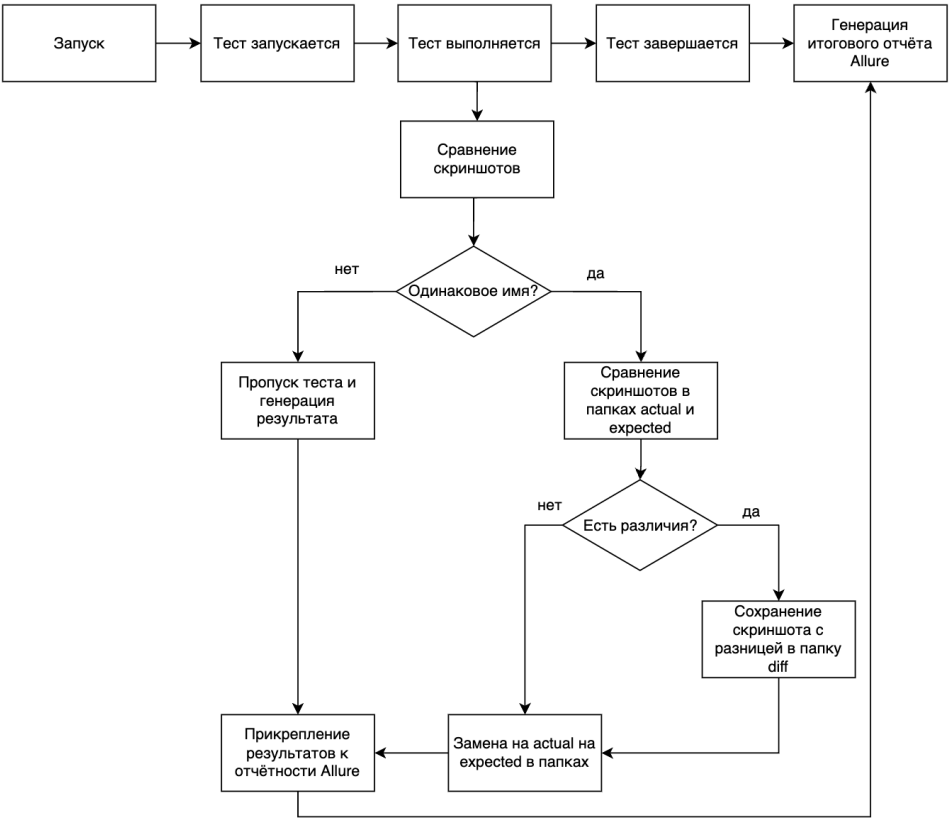 Запуск
Тест запускается
Тест выполняется
Тест завершается
Генерация
итогового отчёта
Allure
Сравнение
скриншотов
нет
Одинаковое имя?
да
Пропуск теста и
генерация
результата
Сравнение
скриншотов в
папках actual и
expected
нет
Есть различия?
да
Сохранение
скриншота с
разницей в папку
diff
Прикрепление
результатов к
отчётности Allure
Замена на actual на
expected в папках